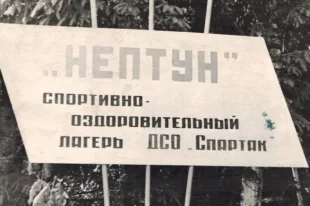 „НЕПТУН"
СПОРТИВНО-
ОЗДОРОВИТЕЛЬНЫЙ
ЛАГЕРЬ ДСО „СПАРТАК"